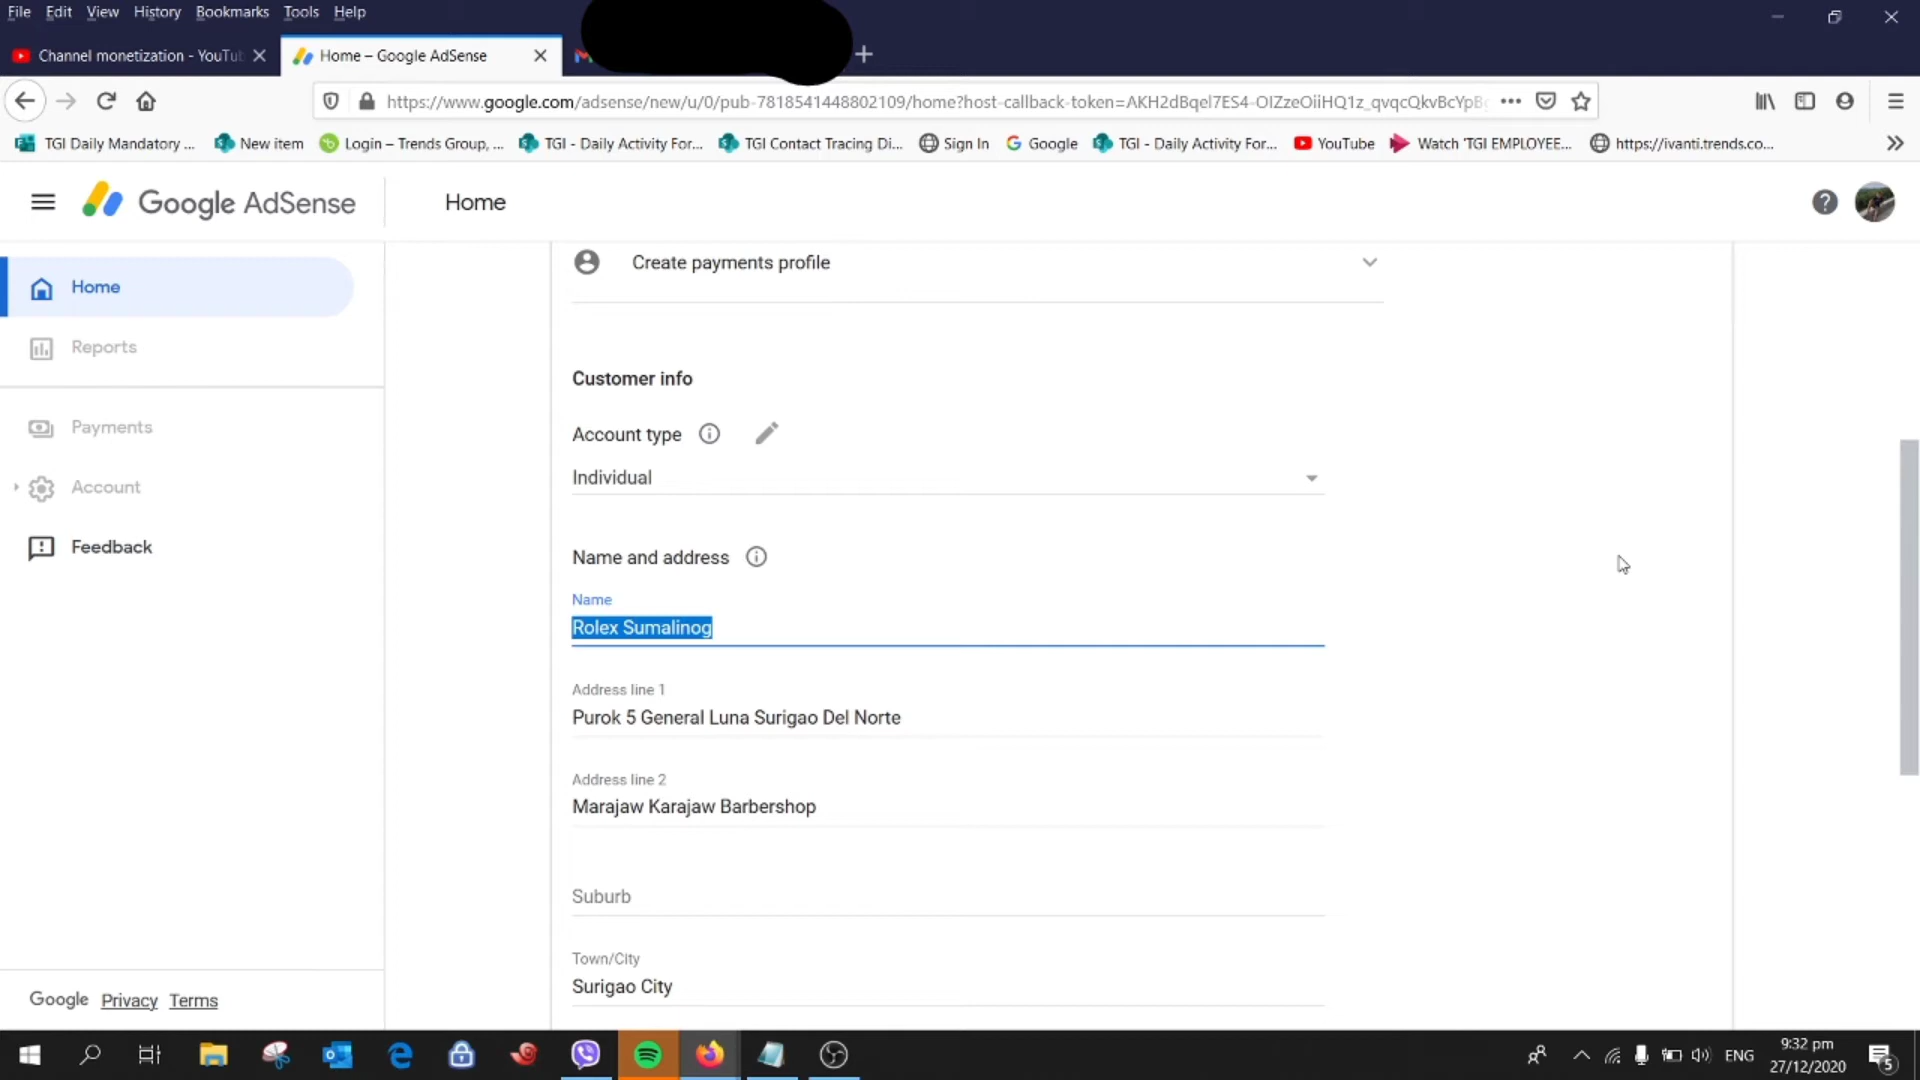 File Edit View History Bookmarks Tools Help
Channel monetization - YouTub
Home – Google AdSense
https://www.google.com/adsense/new/u/0/pub-7818541448802109/home?host-callback-token=AKH2dBqel7ES4-OIZzeOiiHQ1z_qvqcQkvBcYpB
TGI Daily Mandatory ... New item Login – Trends Group, ... TGI - Daily Activity For... TGI Contact Tracing Di... Sign In Google TGI - Daily Activity For... YouTube Watch 'TGI EMPLOYEE... https://ivanti.trends.co...
Google AdSense
Home
Create payments profile
Home
Reports
Payments
Account
Feedback
Customer info
Account type
Individual
Name and address
Name
Rolex Sumalinog
Address line 1
Purok 5 General Luna Surigao Del Norte
Address line 2
Marajaw Karajaw Barbershop
Suburb
Town/City
Surigao City
Google Privacy Terms
ENG
9:32 pm
27/12/2020
5